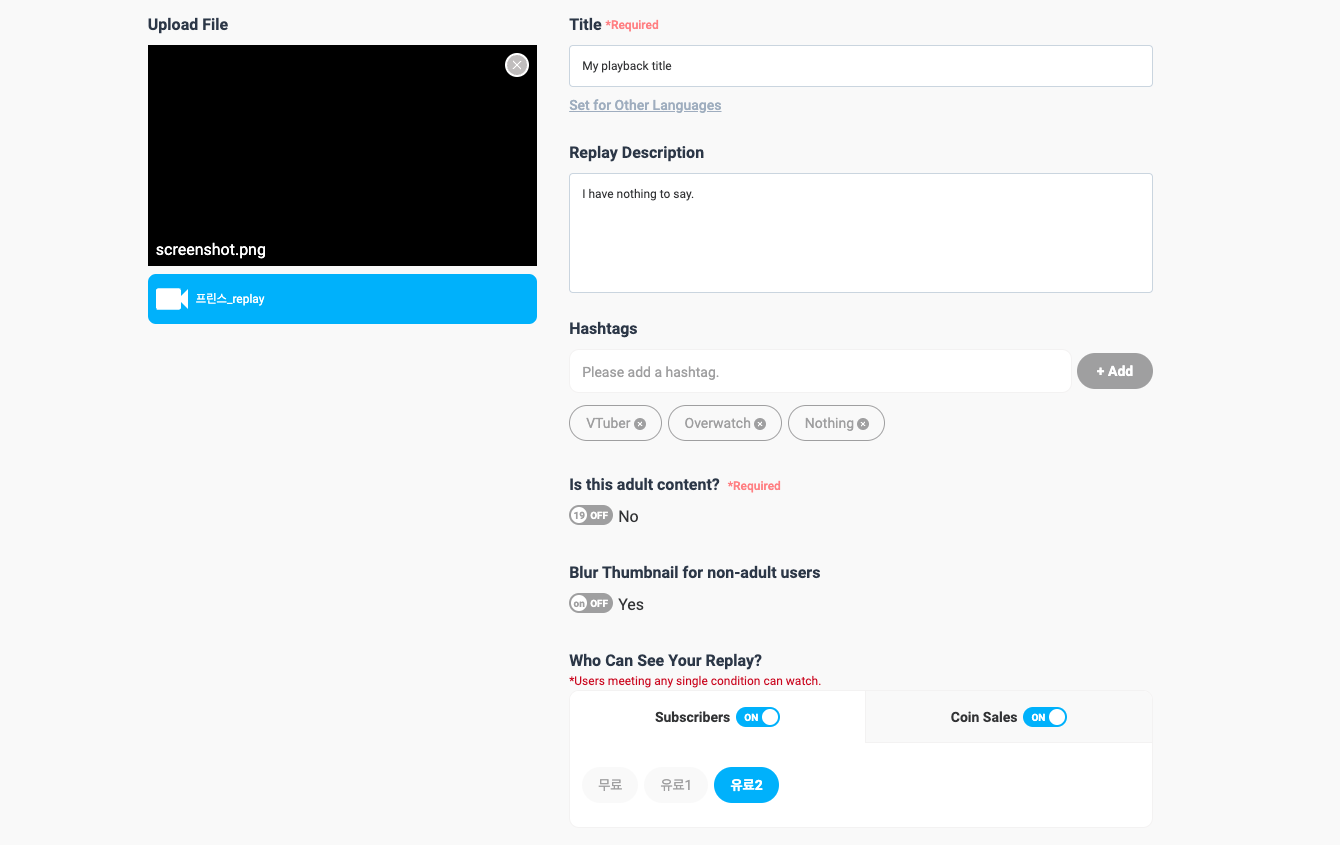 Upload File
screenshot.png
프린스_replay
Title *Required
My playback title
Set for Other Languages
Replay Description
I have nothing to say.
Hashtags
Please add a hashtag.
+ Add
VTuber
Overwatch
Nothing
Is this adult content? *Required
19 OFF No
Blur Thumbnail for non-adult users
on OFF Yes
Who Can See Your Replay?
*Users meeting any single condition can watch.
Subscribers ON
Coin Sales ON
무료
유료1
유료2